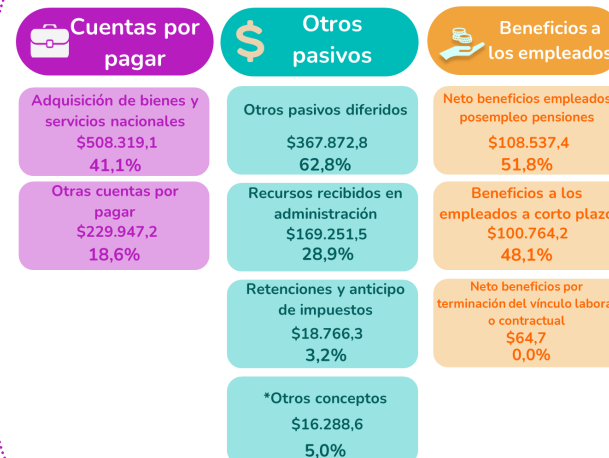 Cuentas por
pagar
Adquisición de bienes y
servicios nacionales
$508.319,1
41,1%
Otras cuentas por
pagar
$229.947,2
18,6%
Otros
pasivos
Otros pasivos diferidos
$367.872,8
62,8%
Recursos recibidos en
administración
$169.251,5
28,9%
Retenciones y anticipo
de impuestos
$18.766,3
3,2%
*Otros conceptos
$16.288,6
5,0%
Beneficios a
los empleados
Neto beneficios empleados
posempleo pensiones
$108.537,4
51,8%
Beneficios a los
empleados a corto plazo
$100.764,2
48,1%
Neto beneficios por
terminación del vínculo labora
o contractual
$64,7
0,0%